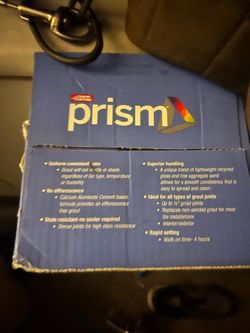 prism
• Uniform consistent color
• Grout will not mottle or shade
regardless of tile type, temperature
or humidity
• No efflorescence
• Calcium Aluminate Cement based
formula provides an efflorescence
free grout
• Stain resistant-no sealer required
• Dense joints for high stain resistance
• Superior handling
• A unique blend of lightweight recycled
glass and fine aggregate sand
allows for a smooth consistency that is
easy to spread and clean
• Ideal for all types of grout joints
• Up to ½" grout joints
• Replaces non-sanded grout for most
tile installations
• Interior/exterior
• Rapid setting
• Walk on time- 4 hours